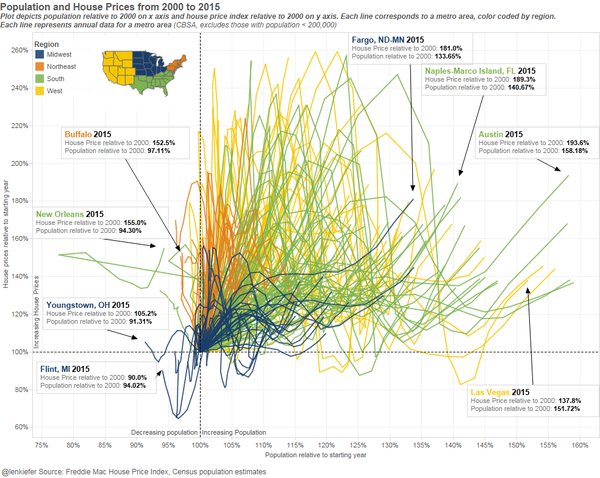 Population and House Prices from 2000 to 2015
Plot depicts population relative to 2000 on x axis and house price index relative to 2000 on y axis. Each line corresponds to a metro area, color coded by region.
Each line represents annual data for a metro area (CBSA, excludes those with population < 200,000)
Region
Midwest
Northeast
South
West
Fargo, ND-MN 2015
House Price relative to 2000: 181.0%
Population relative to 2000: 133.65%
Naples-Marco Island, FL 2015
House Price relative to 2000: 189.3%
Population relative to 2000: 140.67%
Buffalo 2015
House Price relative to 2000: 152.5%
Population relative to 2000: 97.11%
Austin 2015
House Price relative to 2000: 193.6%
Population relative to 2000: 158.18%
New Orleans 2015
House Price relative to 2000: 155.0%
Population relative to 2000: 94.30%
Youngstown, OH 2015
House Price relative to 2000: 105.2%
Population relative to 2000: 91.31%
Flint, MI 2015
House Price relative to 2000: 90.0%
Population relative to 2000: 94.02%
Las Vegas 2015
House Price relative to 2000: 137.8%
Population relative to 2000: 151.72%
House prices relative to starting year
Increasing House Prices
260%
240%
220%
200%
180%
160%
140%
120%
100%
80%
60%
Decreasing population
Increasing Population
75% 80% 85% 90% 95% 100% 105% 110% 115% 120% 125% 130% 135% 140% 145% 150% 155% 160%
Population relative to starting year
@lenkiefer Source: Freddie Mac House Price Index, Census population estimates